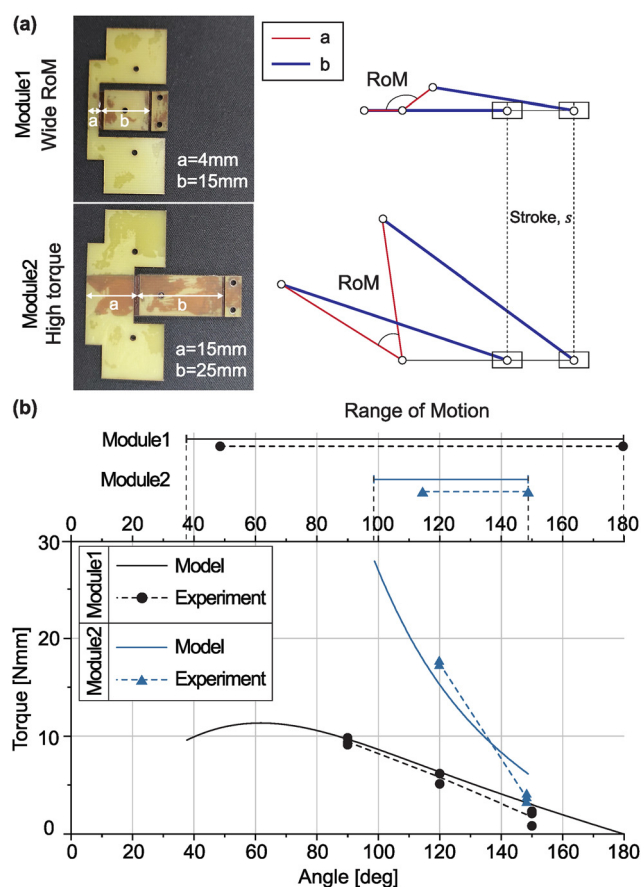 (a)
Module1
Wide RoM
a
b
a=4mm
b=15mm
Module2
High torque
a
b
a=15mm
b=25mm
a
b
RoM
Stroke, s
RoM
(b)
Range of Motion
Module1
Module2
0 20 40 60 80 100 120 140 160 180
30
20
10
0
Torque [Nmm]
Module1
Model
Experiment
Module2
Model
Experiment
0 20 40 60 80 100 120 140 160 180
Angle [deg]